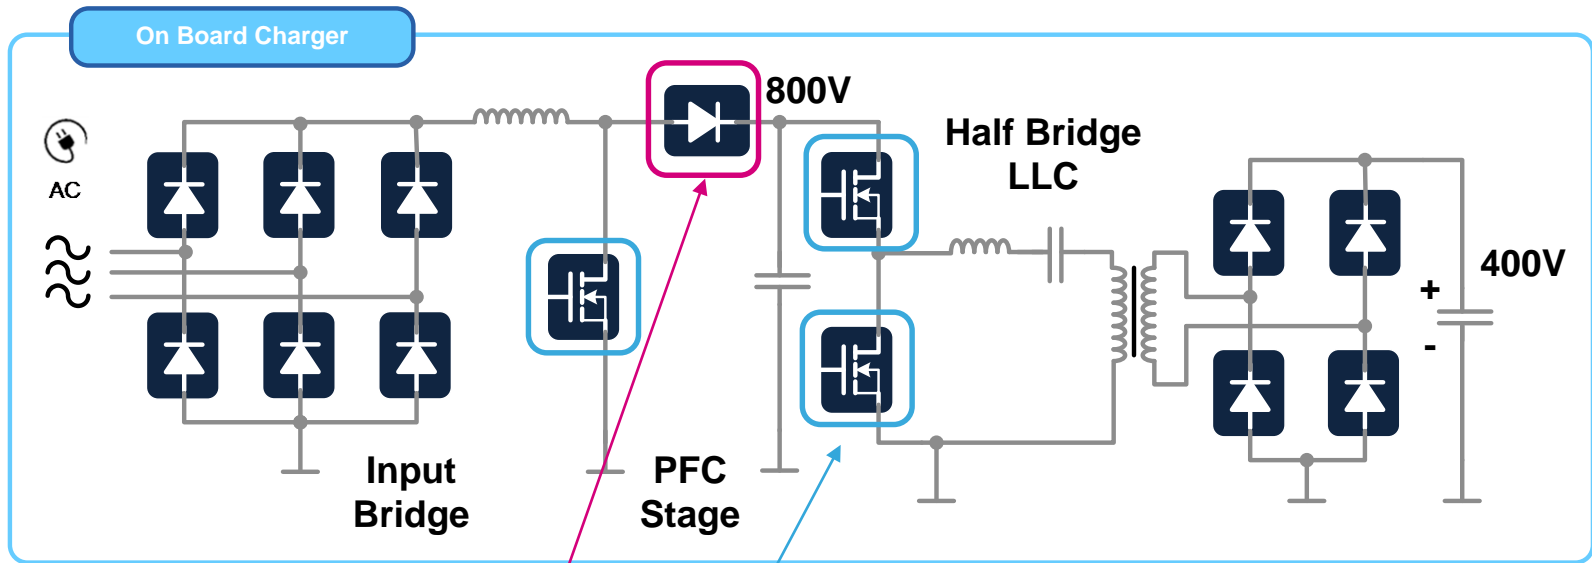 On Board Charger
AC
800V
Half Bridge
LLC
400V
+
-
Input
Bridge
PFC
Stage